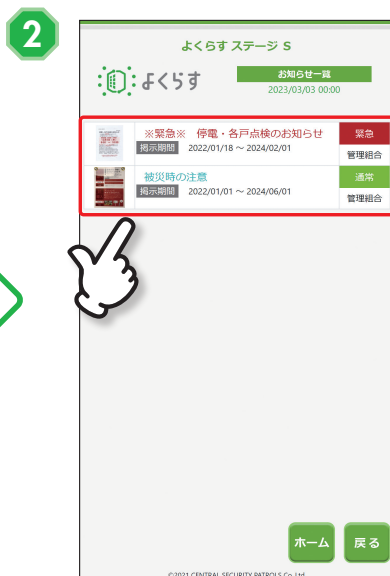 2
よくらす ステージ S
よくらす
お知らせ一覧
2023/03/03 00:00
※緊急※ 停電・各戸点検のお知らせ
緊急
掲示期間 2022/01/18 ～ 2024/02/01
管理組合
被災時の注意
通常
掲示期間 2022/01/01 ～ 2024/06/01
管理組合
ホーム
戻る
©2021 CENTRAL SECURITY PATROLS Co.,Ltd.